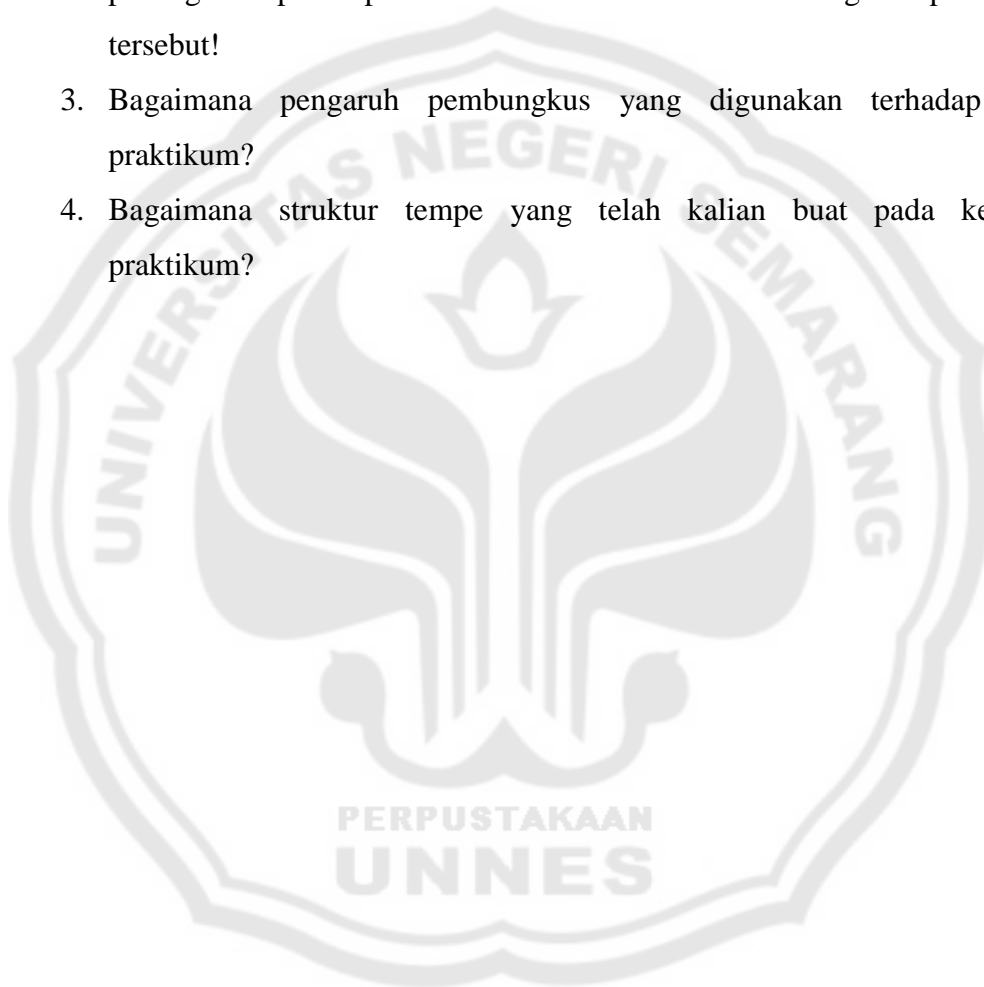 tersebut!
3. Bagaimana pengaruh pembungkus yang digunakan terhadap
praktikum?
4. Bagaimana struktur tempe yang telah kalian buat pada ke
praktikum?
UNIVERSITAS NEGERI SEMARANG
PERPUSTAKAAN
UNNES